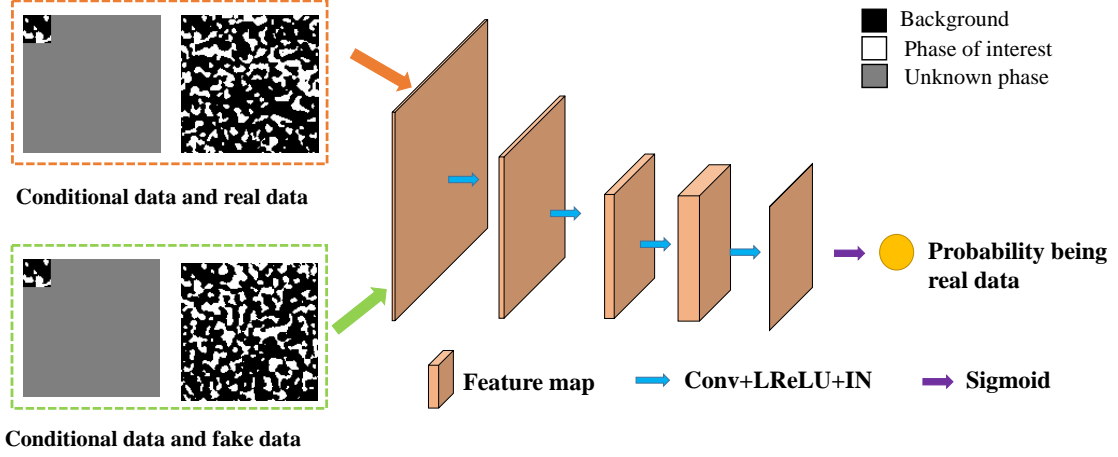 Background
Phase of interest
Unknown phase
Conditional data and real data
Probability being
real data
Feature map
Conv+LReLU+IN
Sigmoid
Conditional data and fake data